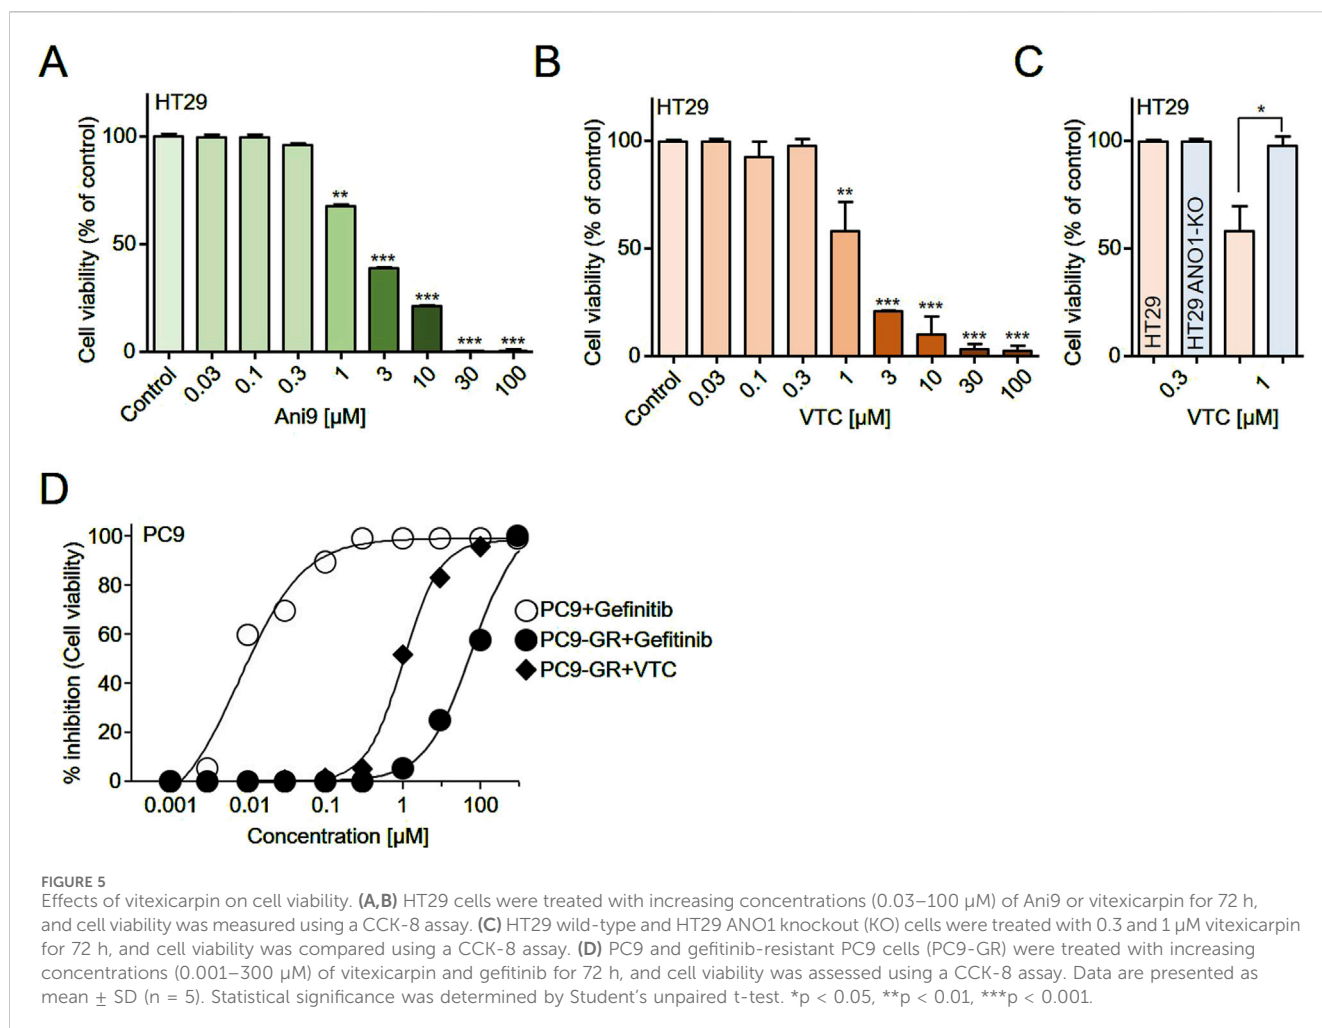 A
HT29
Cell viability (% of control)
100
50
0
**
***
***
***
***
Control
0.03
0.1
0.3
1
3
10
30
100
Ani9 [µM]
B
HT29
Cell viability (% of control)
100
50
0
**
***
***
***
***
Control
0.03
0.1
0.3
1
3
10
30
100
VTC [µM]
C
HT29
Cell viability (% of control)
100
50
0
*
HT29
HT29 ANO1-KO
0.3
1
VTC [µM]
D
PC9
% inhibition (Cell viability)
100
80
60
40
20
0
0.001
0.01
0.1
1
100
Concentration [µM]
PC9+Gefinitib
PC9-GR+Gefitinib
PC9-GR+VTC
FIGURE 5
Effects of vitexicarpin on cell viability. (A,B) HT29 cells were treated with increasing concentrations (0.03–100 µM) of Ani9 or vitexicarpin for 72 h,
and cell viability was measured using a CCK-8 assay. (C) HT29 wild-type and HT29 ANO1 knockout (KO) cells were treated with 0.3 and 1 µM vitexicarpin
for 72 h, and cell viability was compared using a CCK-8 assay. (D) PC9 and gefitinib-resistant PC9 cells (PC9-GR) were treated with increasing
concentrations (0.001–300 µM) of vitexicarpin and gefitinib for 72 h, and cell viability was assessed using a CCK-8 assay. Data are presented as
mean ± SD (n = 5). Statistical significance was determined by Student's unpaired t-test. *p < 0.05, **p < 0.01, ***p < 0.001.